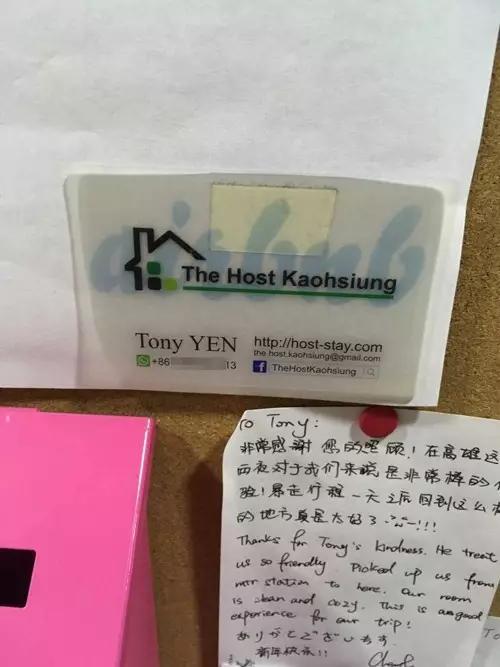 airbnb
The Host Kaohsiung
Tony YEN
http://host-stay.com
the.host.kaohsiung@gmail.com
+86 13
TheHostKaohsiung
To Tony:
非常感谢您的照顾!在高雄这
两夜对于我们来说是非常棒的
验!暴走行程一天之后回到这么
的地方真是太好了!!!
Thanks for Tony's kindness. He treat
us so friendly. Picked up us from
mtr station to here. Our room
is clean and cozy. This is a good
experience for our trip!
ありがとございます
新年快乐!!